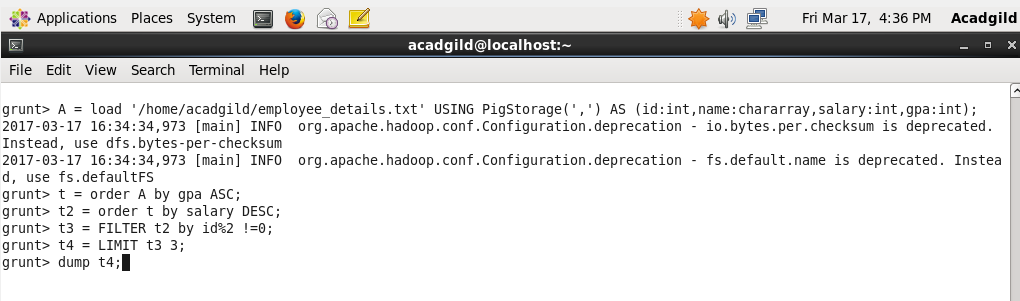 Applications Places System Fri Mar 17, 4:36 PM Acadgild
acadgild@localhost:~
File Edit View Search Terminal Help
grunt> A = load '/home/acadgild/employee_details.txt' USING PigStorage(',') AS (id:int,name:chararray,salary:int,gpa:int);
2017-03-17 16:34:34,973 [main] INFO  org.apache.hadoop.conf.Configuration.deprecation - io.bytes.per.checksum is deprecated.
Instead, use dfs.bytes-per-checksum
2017-03-17 16:34:34,973 [main] INFO  org.apache.hadoop.conf.Configuration.deprecation - fs.default.name is deprecated. Instea
d, use fs.defaultFS
grunt> t = order A by gpa ASC;
grunt> t2 = order t by salary DESC;
grunt> t3 = FILTER t2 by id%2 !=0;
grunt> t4 = LIMIT t3 3;
grunt> dump t4;